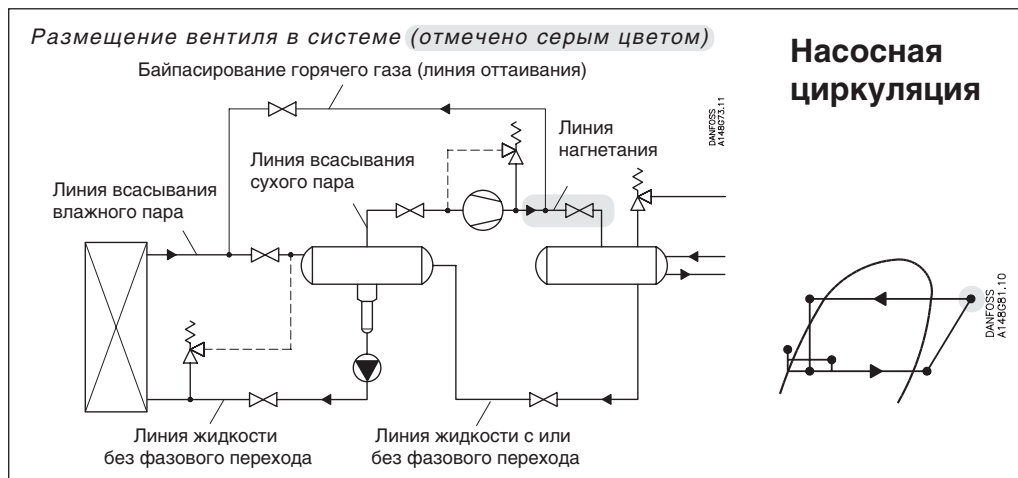 Размещение вентиля в системе (отмечено серым цветом)
Насосная
циркуляция
Байпасирование горячего газа (линия оттаивания)
DANFOSS
A148G73.11
Линия
нагнетания
Линия всасывания
сухого пара
Линия всасывания
влажного пара
DANFOSS
A148G81.10
Линия жидкости
без фазового перехода
Линия жидкости с или
без фазового перехода